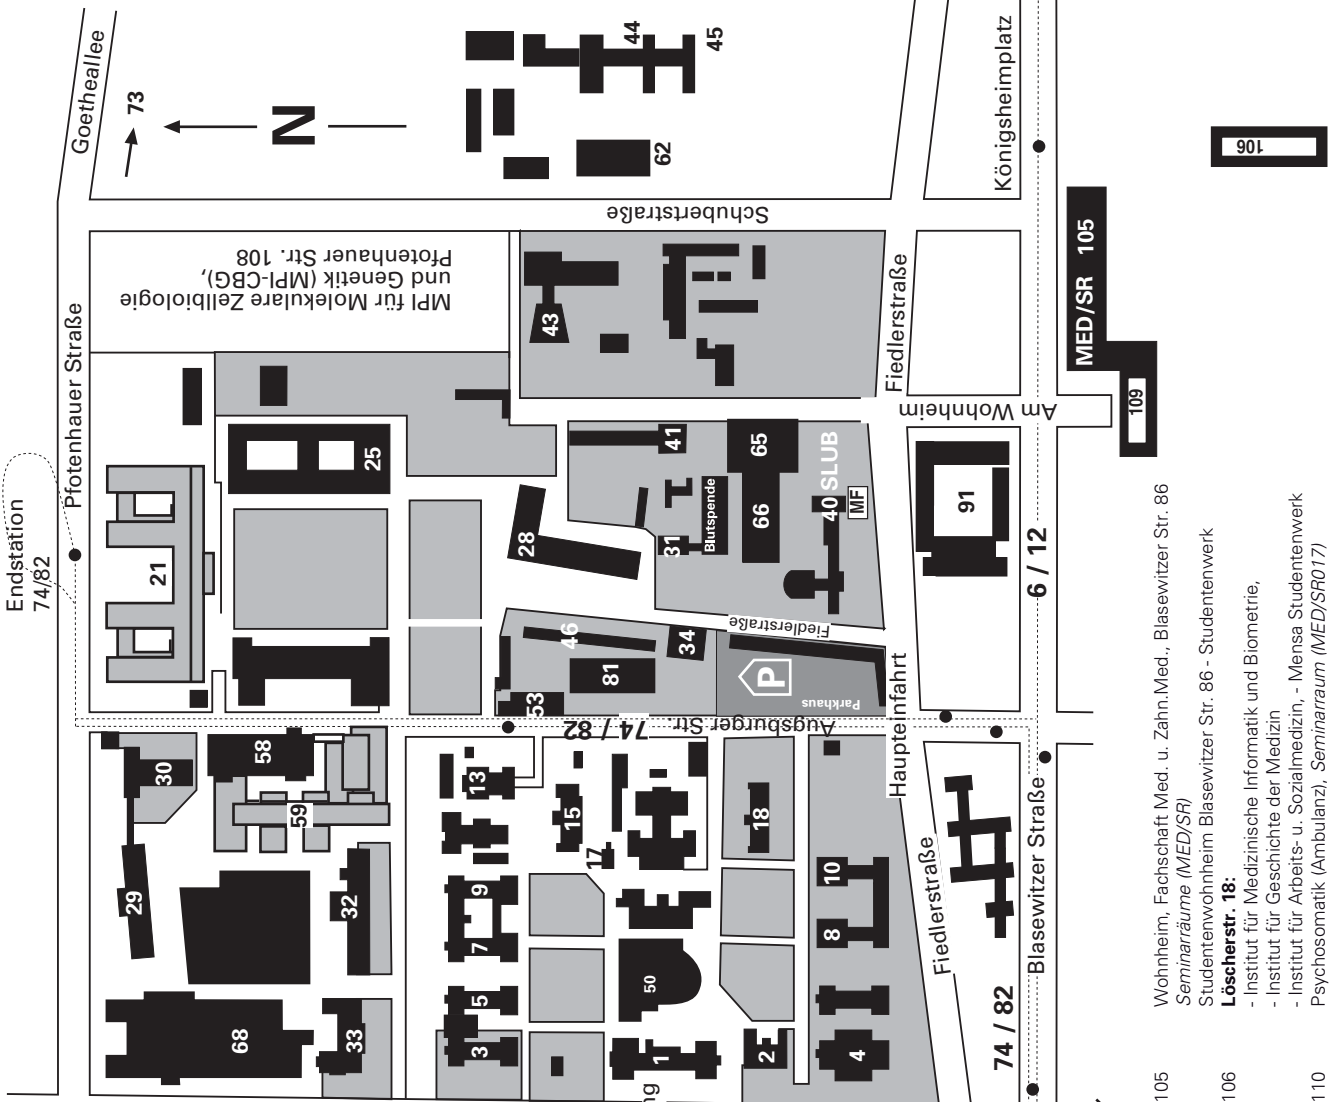 Goetheallee
73
N
44
45
62
Königsheimplatz
106
Schubertstraße
MPI für Molekulare Zellbiologie
und Genetik (MPI-CBG),
Pfotenhauer Str. 108
43
MED/SR 105
109
Fiedlerstraße
Am Wohnheim
Pfotenhauer Straße
Endstation
74/82
21
25
28
41
31
Blutspende
65
66
40 SLUB
MF
91
6 / 12
46
34
81
53
P
Parkhaus
Fiedlerstraße
Augsburger Str.
74 / 82
Haupteinfahrt
30
58
59
29
32
68
33
13
15
17
18
9
7
5
3
50
1
2
10
8
4
Fiedlerstraße
Blasewitzer Straße
74 / 82
ng
105 Wohnheim, Fachschaft Med. u. Zahn.Med., Blasewitzer Str. 86
Seminarräume (MED/SR)
106 Studentenwohnheim Blasewitzer Str. 86 - Studentenwerk
Löscherstr. 18:
- Institut für Medizinische Informatik und Biometrie,
- Institut für Geschichte der Medizin
- Institut für Arbeits- u. Sozialmedizin, - Mensa Studentenwerk
110 Psychosomatik (Ambulanz), Seminarraum (MED/SR017)